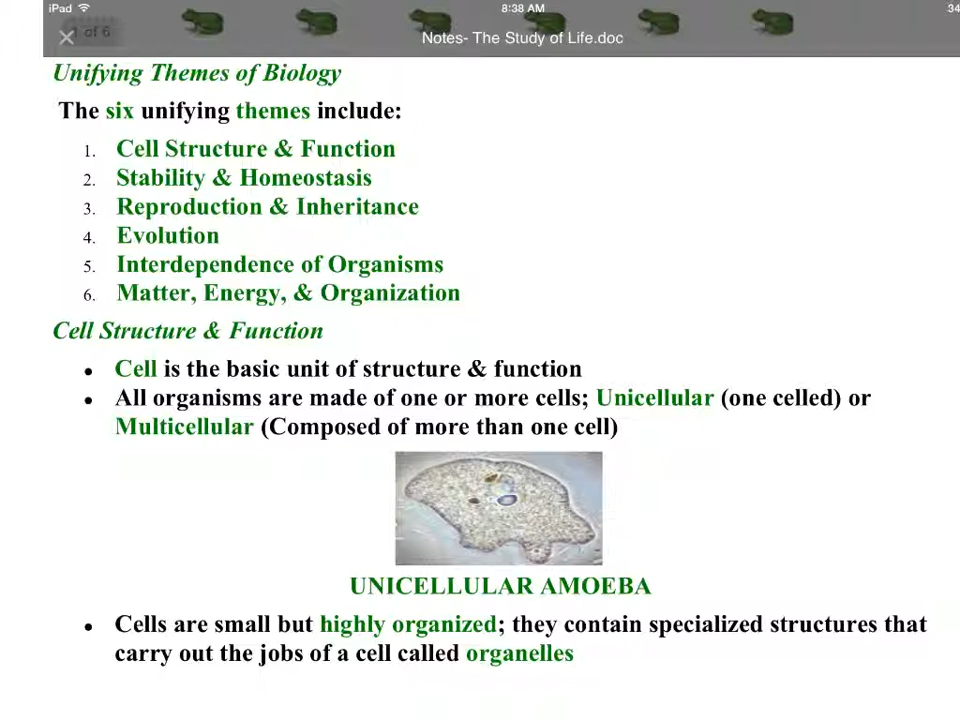 iPad 8:38 AM 34
1 of 6
Notes- The Study of Life.doc
Unifying Themes of Biology
The six unifying themes include:
1. Cell Structure & Function
2. Stability & Homeostasis
3. Reproduction & Inheritance
4. Evolution
5. Interdependence of Organisms
6. Matter, Energy, & Organization
Cell Structure & Function
• Cell is the basic unit of structure & function
• All organisms are made of one or more cells; Unicellular (one celled) or
Multicellular (Composed of more than one cell)
UNICELLULAR AMOEBA
• Cells are small but highly organized; they contain specialized structures that
carry out the jobs of a cell called organelles